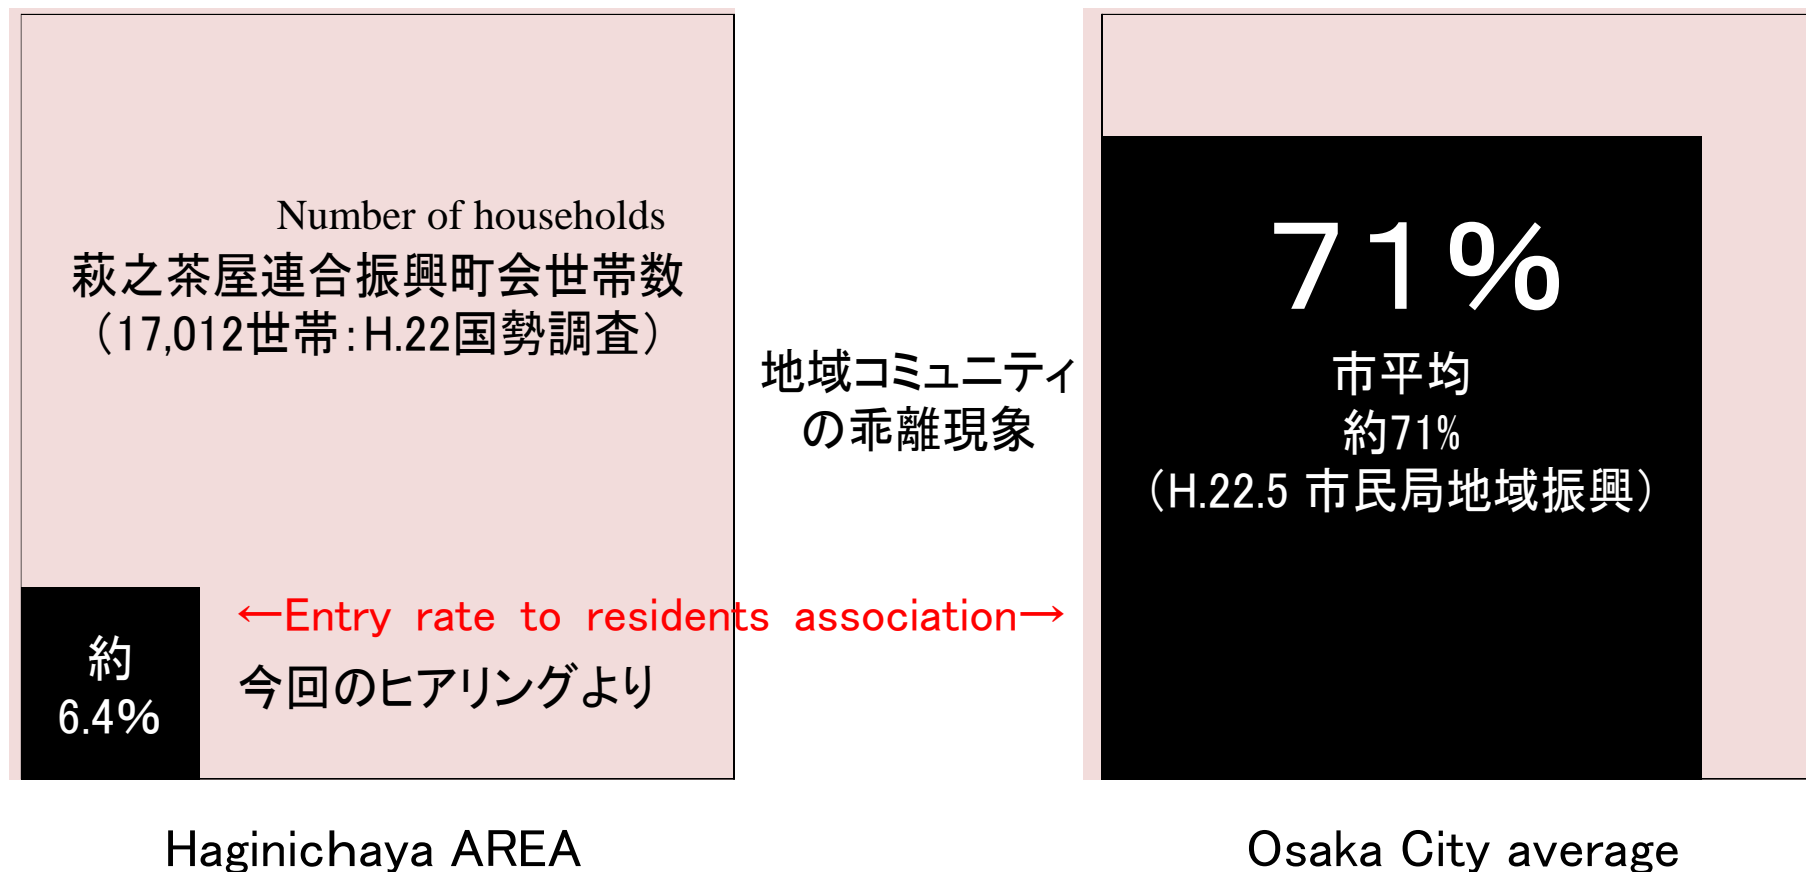 Number of households
萩之茶屋連合振興町会世帯数
（17,012世帯：H.22国勢調査）
約
6.4%
←Entry rate to residents association→
今回のヒアリングより
地域コミュニティ
の乖離現象
71%
市平均
約71%
（H.22.5 市民局地域振興）
Haginichaya AREA
Osaka City average